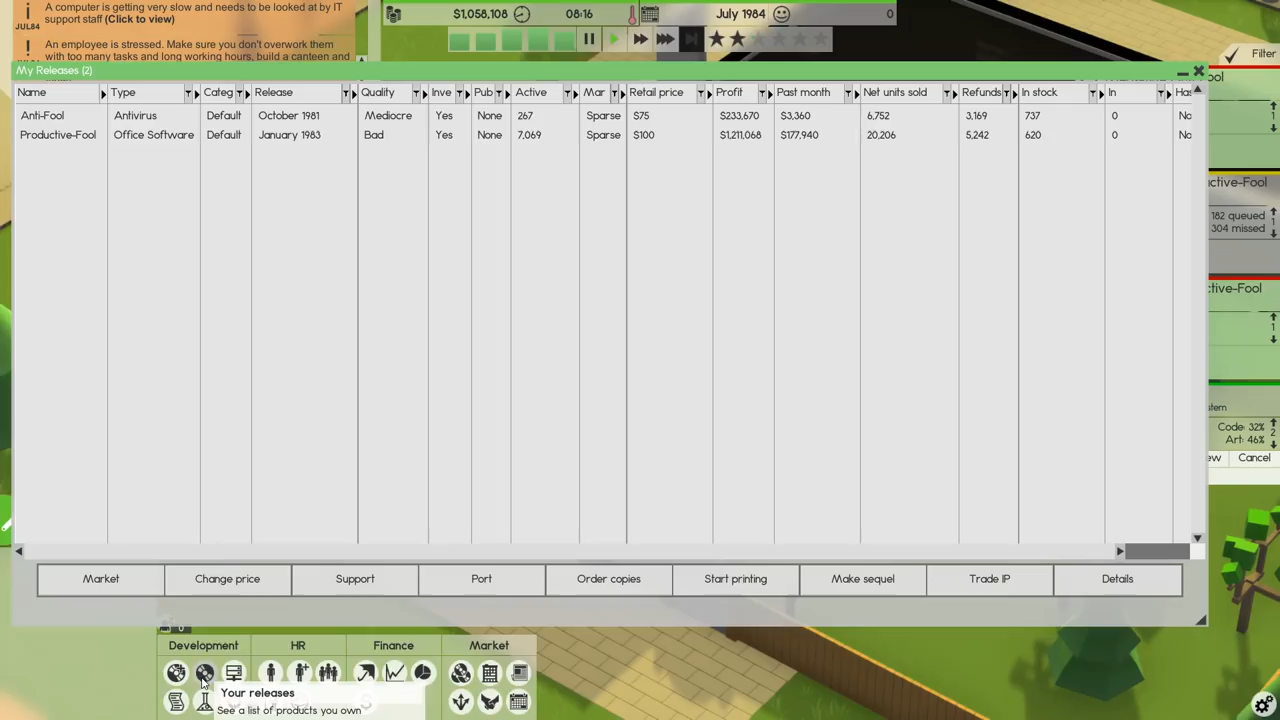 A computer is getting very slow and needs to be looked at by IT
support staff (Click to view)
JUL84
An employee is stressed. Make sure you don't overwork them
with too many tasks and long working hours, build a canteen and
$1,058,108 08:16 July 1984 0
Filter
My Releases (2)
Name Type Categ Release Quality Inve Pub Active Mar Retail price Profit Past month Net units sold Refunds In stock In Has
Anti-Fool Antivirus Default October 1981 Mediocre Yes None 267 Sparse $75 $233,670 $3,360 6,752 3,169 737 0 No
Productive-Fool Office Software Default January 1983 Bad Yes None 7,069 Sparse $100 $1,211,068 $177,940 20,206 5,242 620 0 No
1
ctive-Fool
182 queued
304 missed
1
ctive-Fool
1
Code: 32%
Art: 46%
2
Cancel
Market Change price Support Port Order copies Start printing Make sequel Trade IP Details
Development HR Finance Market
Your releases
See a list of products you own